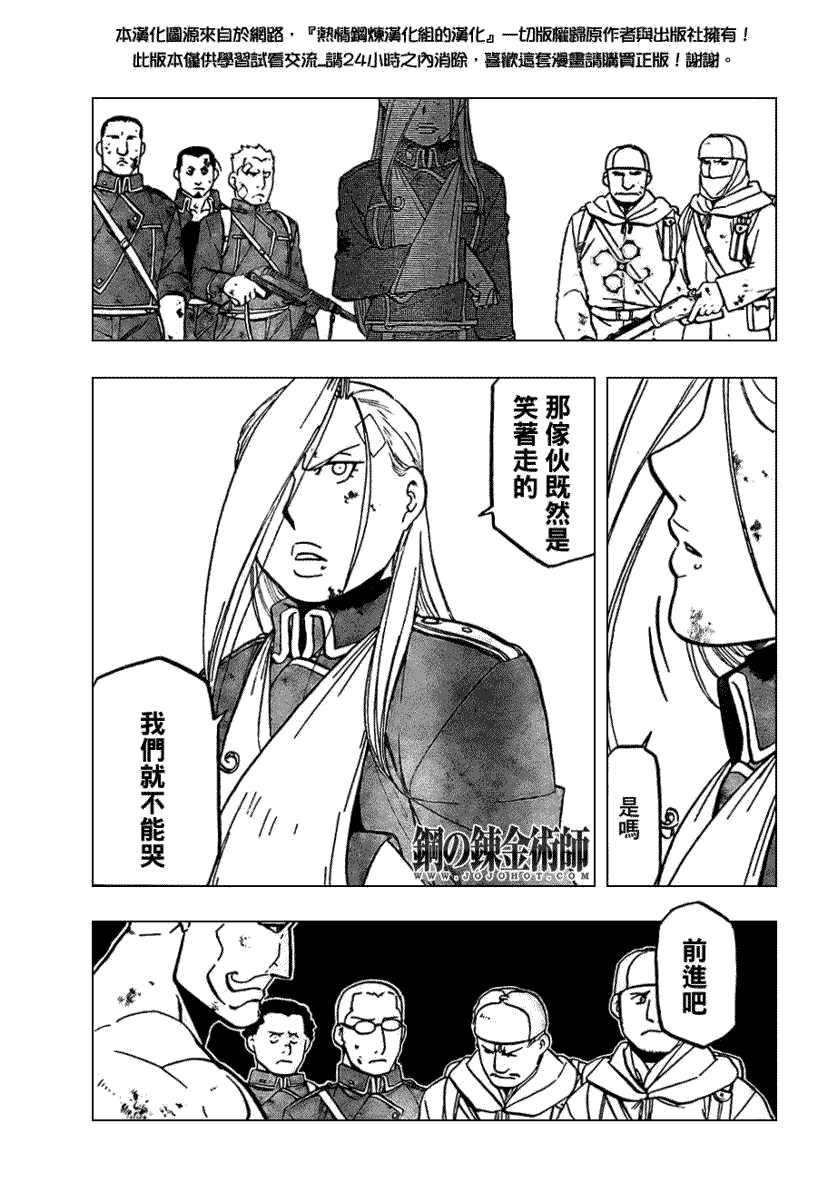 本漢化圖源來自於網路，『熱情鋼煉漢化組的漢化』一切版權歸原作者與出版社擁有！
此版本僅供學習試看交流…請24小時之內消除，喜歡這套漫畫請購買正版！謝謝。
是嗎
那傢伙既然是
笑著走的
我們就不能哭
鋼の錬金術師
WWW.JOJOHOT.COM
前進吧